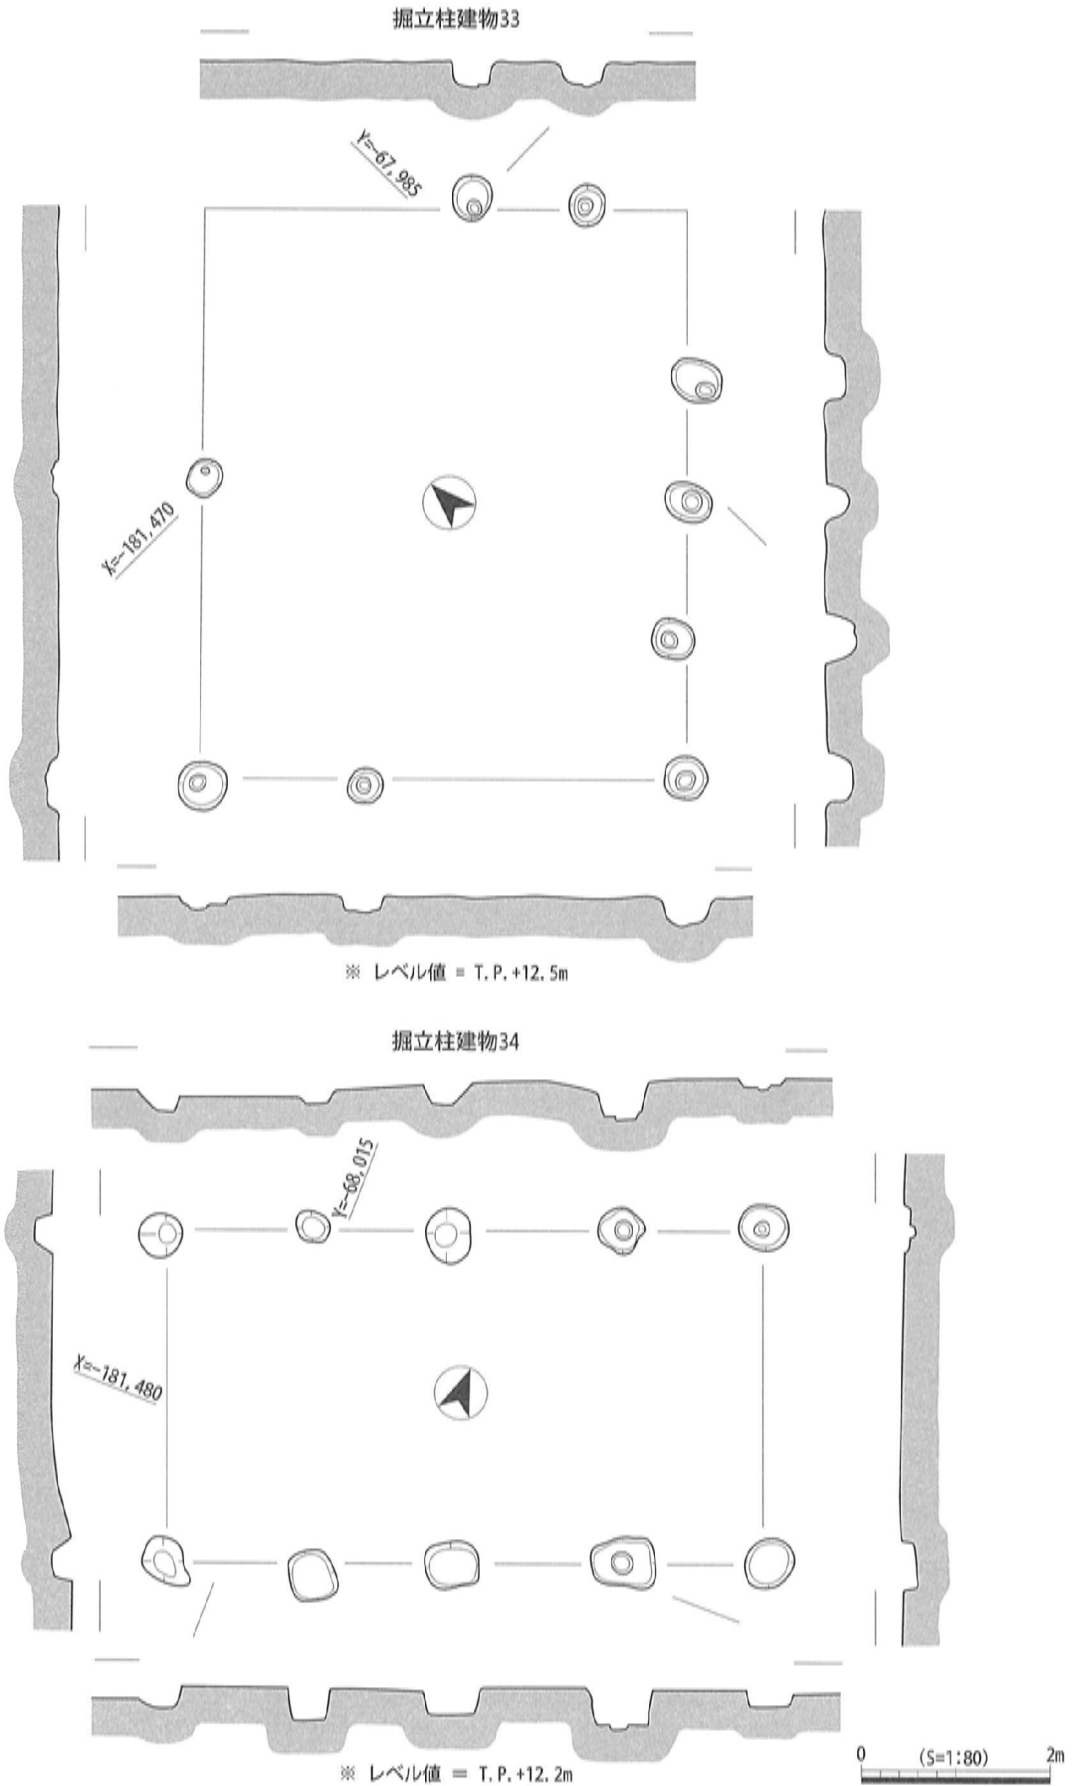 掘立柱建物33
Y=-67,985
X=-181,470
※ レベル値 = T.P.+12.5m
掘立柱建物34
Y=-68,015
X=-181,480
※ レベル値 = T.P.+12.2m
0 (S=1:80) 2m